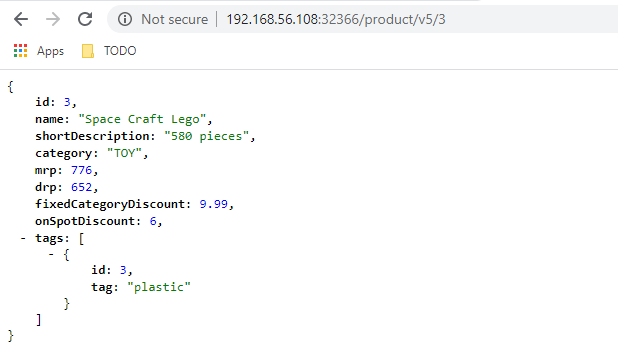 Not secure | 192.168.56.108:32366/product/v5/3
Apps TODO
{
id: 3,
name: "Space Craft Lego",
shortDescription: "580 pieces",
category: "TOY",
mrp: 776,
drp: 652,
fixedCategoryDiscount: 9.99,
onSpotDiscount: 6,
- tags: [
- {
id: 3,
tag: "plastic"
}
]
}